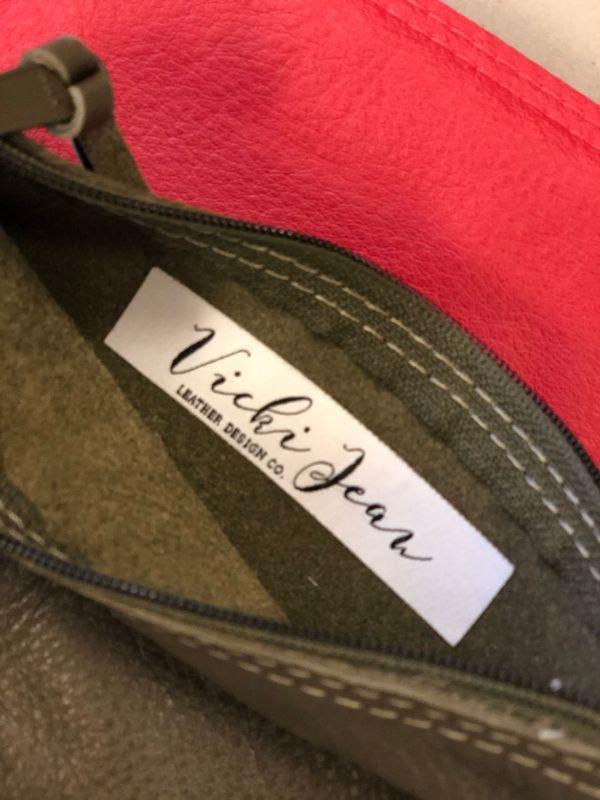 Vicki Jean
LEATHER DESIGN CO.